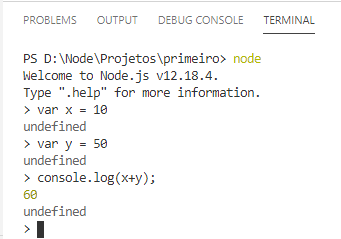 PROBLEMS OUTPUT DEBUG CONSOLE TERMINAL
PS D:\Node\Projetos\primeiro> node
Welcome to Node.js v12.18.4.
Type ".help" for more information.
> var x = 10
undefined
> var y = 50
undefined
> console.log(x+y);
60
undefined
>